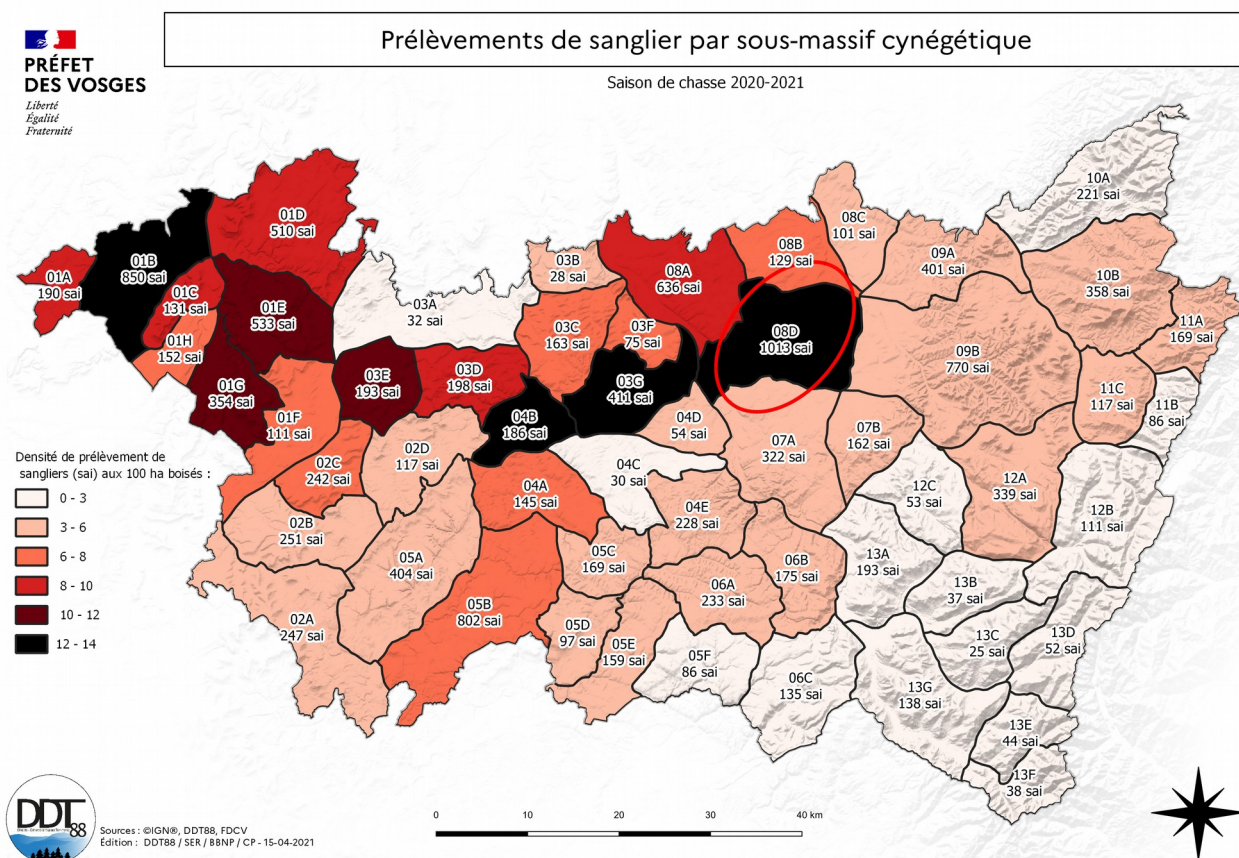 PRÉFET
DES VOSGES
Liberté
Égalité
Fraternité
Prélèvements de sanglier par sous-massif cynégétique
Saison de chasse 2020-2021
10A
221 sai
01D
510 sai
08C
101 sai
08B
129 sai
09A
401 sai
03B
28 sai
01B
850 sai
01A
190 sai
08A
636 sai
10B
358 sai
01C
131 sai
03A
32 sai
01E
533 sai
11A
169 sai
03C
163 sai
03F
75 sai
08D
1013 sai
01H
152 sai
09B
770 sai
03D
198 sai
03E
193 sai
03G
411 sai
01G
354 sai
11C
117 sai
11B
86 sai
04B
186 sai
04D
54 sai
01F
111 sai
07A
322 sai
07B
162 sai
02D
117 sai
Densité de prélèvement de
sangliers (sai) aux 100 ha boisés :
0 - 3
3 - 6
6 - 8
8 - 10
10 - 12
12 - 14
02C
242 sai
04C
30 sai
12A
339 sai
04A
145 sai
12C
53 sai
12B
111 sai
04E
228 sai
02B
251 sai
05A
404 sai
05C
169 sai
06B
175 sai
13A
193 sai
13B
37 sai
06A
233 sai
05B
802 sai
02A
247 sai
05D
97 sai
05E
159 sai
05F
86 sai
13C
25 sai
13D
52 sai
06C
135 sai
13G
138 sai
13E
44 sai
13F
38 sai
DDT
88
Sources : ©IGN®, DDT88, FDCV
Édition : DDT88 / SER / BBNP / CP - 15-04-2021
0 10 20 30 40 km